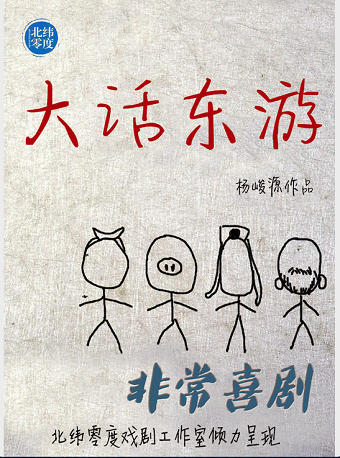 北纬
零度
大话东游
杨峻源作品
非常喜剧
北纬零度戏剧工作室倾力呈现